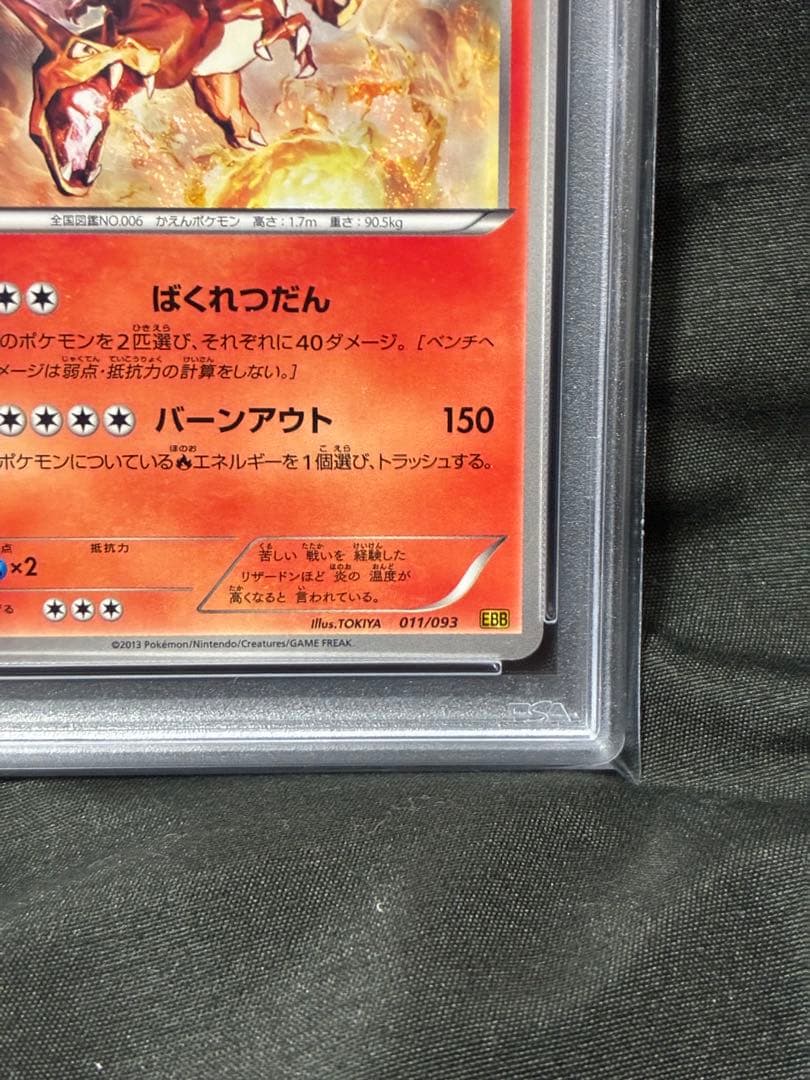 全国図鑑NO.006 かえんポケモン 高さ：1.7m 重さ：90.5kg
ばくれつだん
のポケモンを2匹選び、それぞれに40ダメージ。［ベンチへ
メージは弱点・抵抗力の計算をしない。］
バーンアウト 150
ポケモンについている エネルギーを1個選び、トラッシュする。
点 抵抗力
×2
苦しい 戦いを 経験した
リザードンほど 炎の 温度が
高くなると 言われている。
る
Illus.TOKIYA 011/093 EBB
©2013 Pokémon/Nintendo/Creatures/GAME FREAK.
PSA